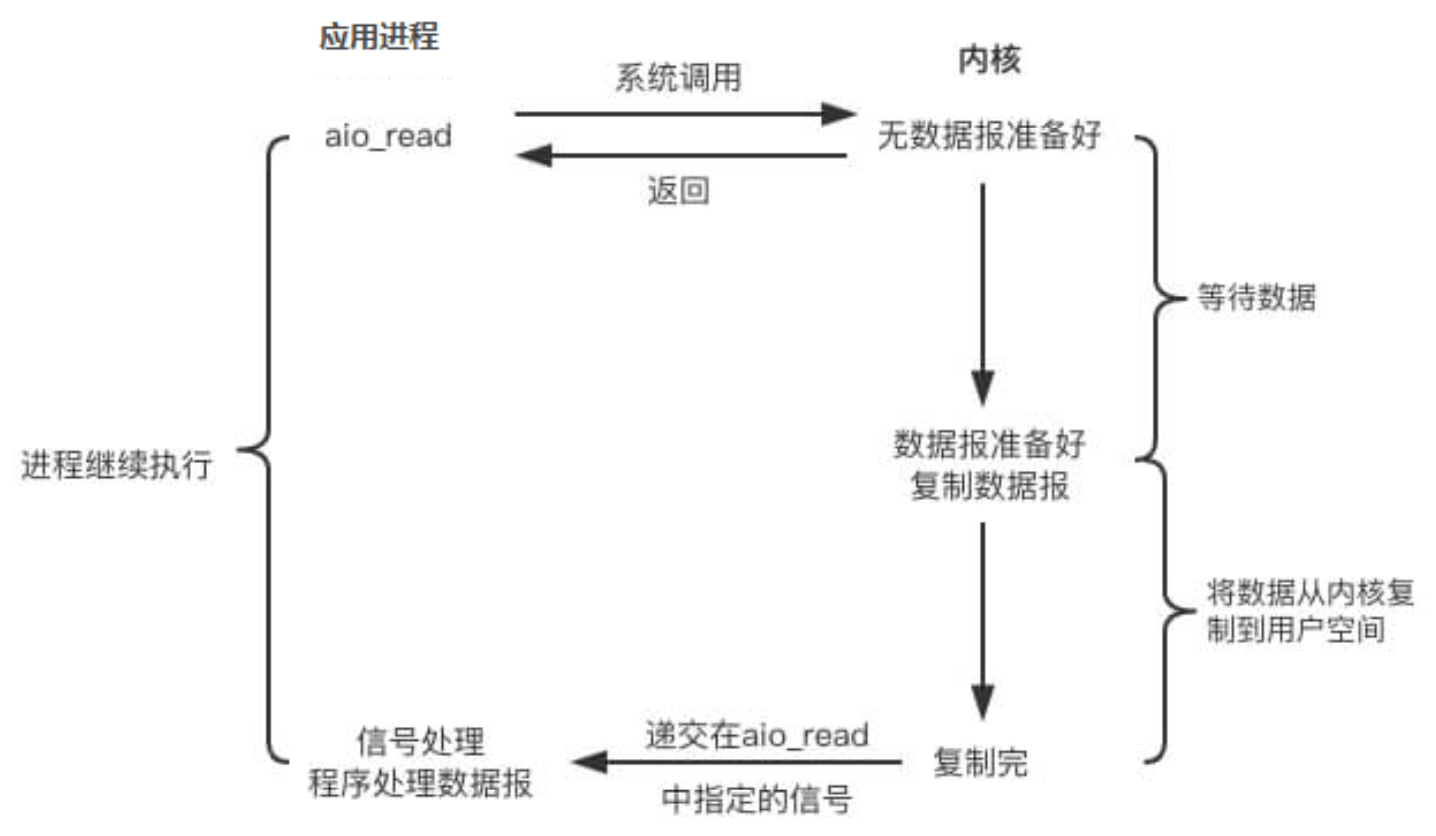 应用进程
内核
系统调用
aio_read
无数据报准备好
返回
等待数据
数据报准备好
复制数据报
进程继续执行
将数据从内核复
制到用户空间
信号处理
程序处理数据报
递交在aio_read
中指定的信号
复制完